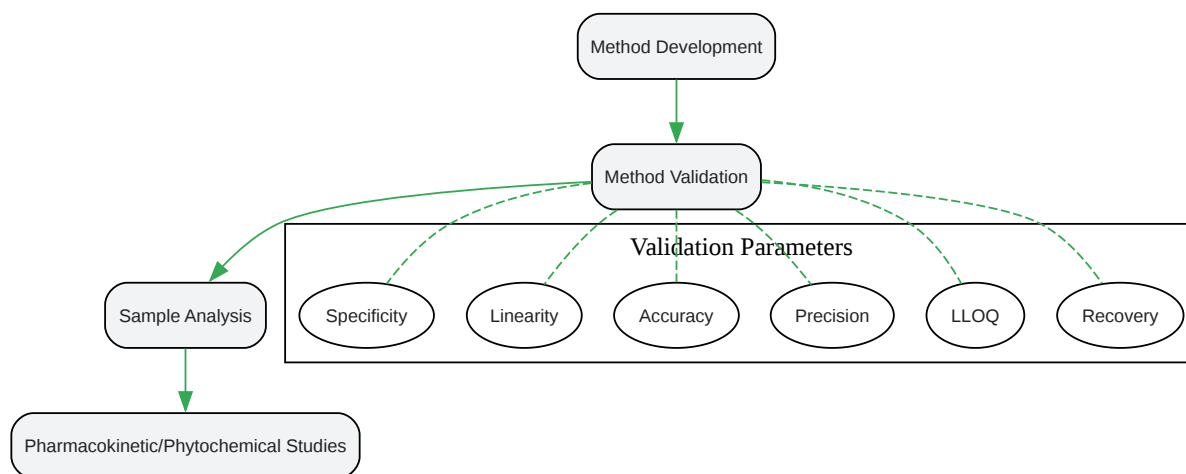 Method Development
Method Validation
Validation Parameters
Sample Analysis
Specificity
Linearity
Accuracy
Precision
LLOQ
Recovery
Pharmacokinetic/Phytochemical Studies